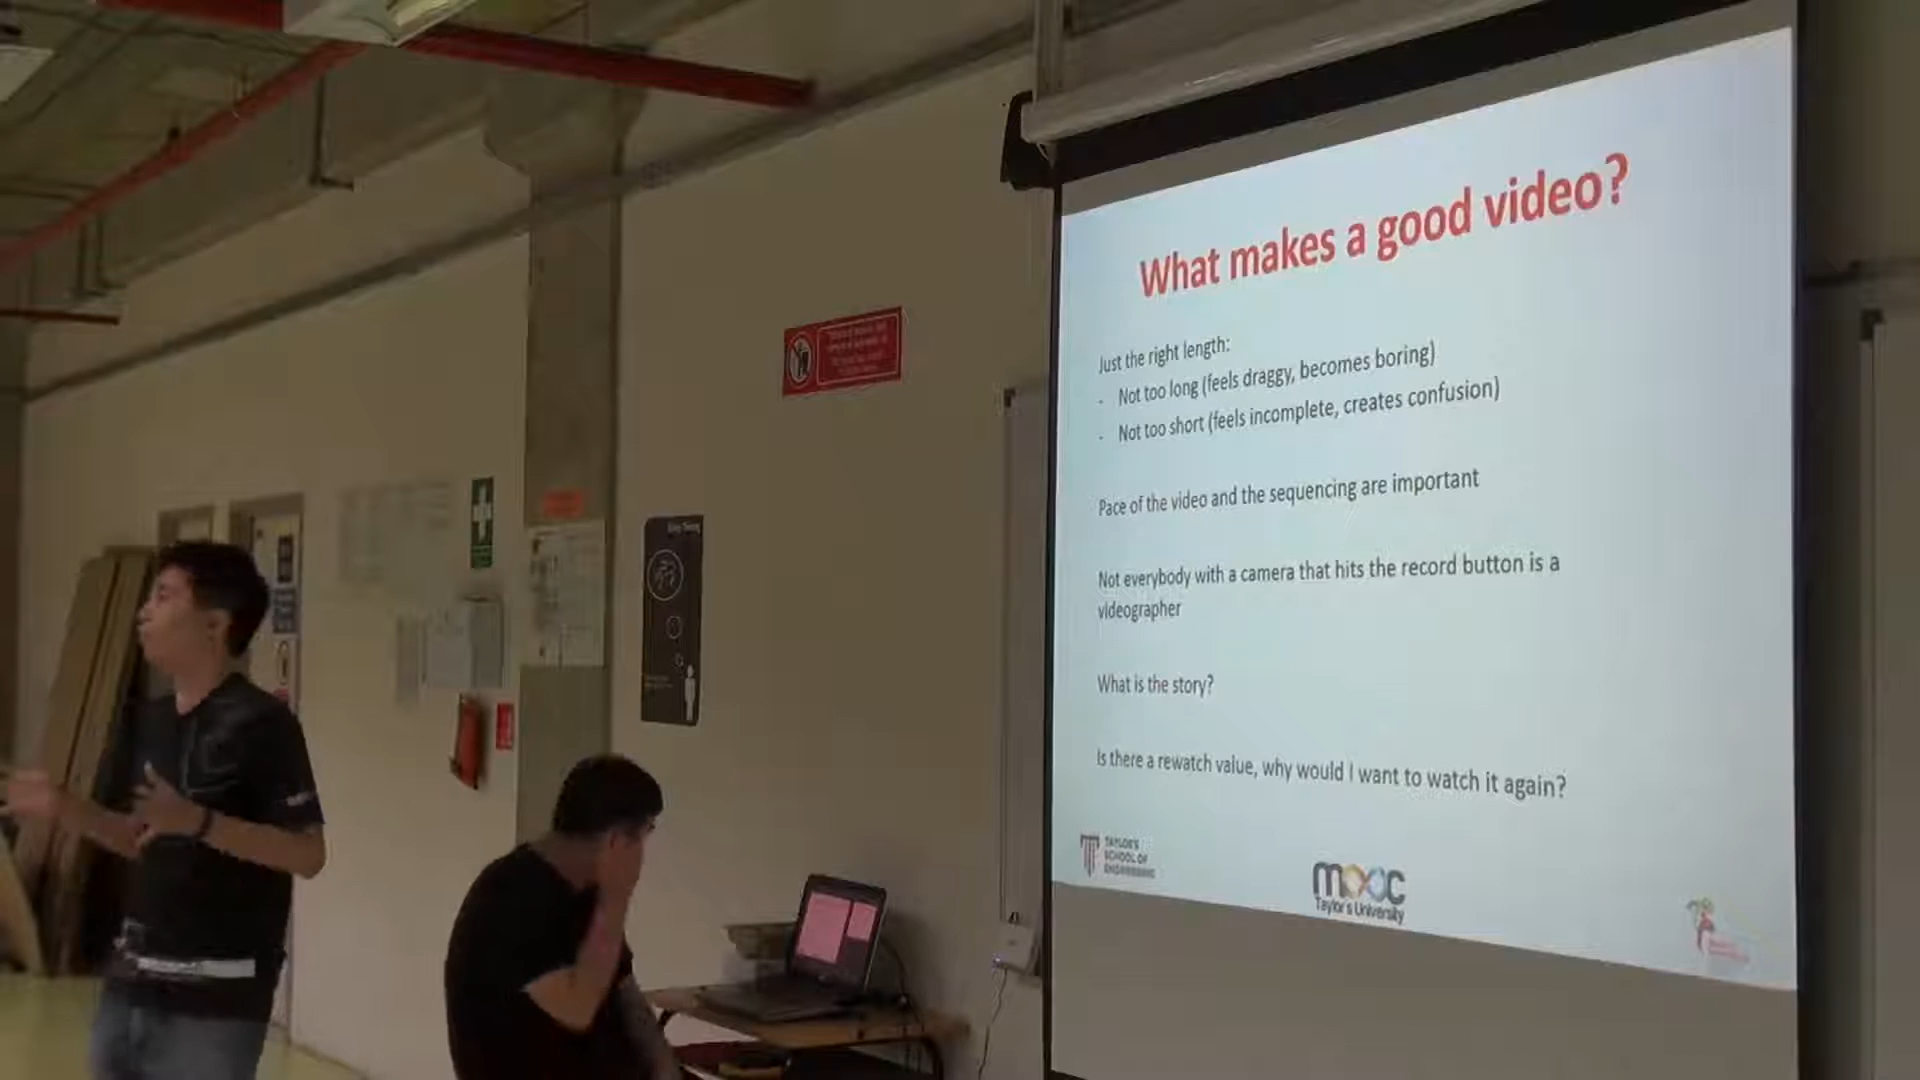 What makes a good video?
Just the right length:
- Not too long (feels draggy, becomes boring)
- Not too short (feels incomplete, creates confusion)
Pace of the video and the sequencing are important
Not everybody with a camera that hits the record button is a
videographer
What is the story?
Is there a rewatch value, why would I want to watch it again?
TAYLOR'S
SCHOOL OF
ENGINEERING
mooc
Taylor's University